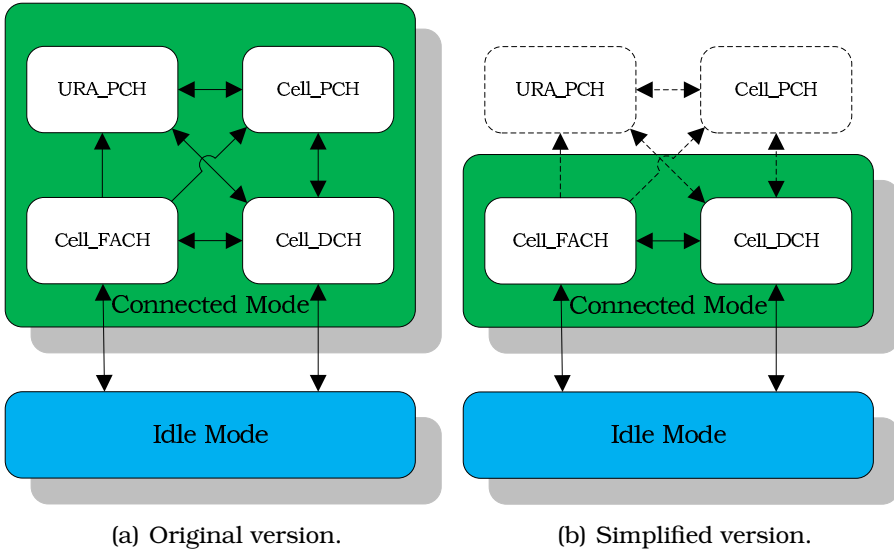 URA_PCH
Cell_PCH
Cell_FACH
Cell_DCH
Connected Mode
Idle Mode
(a) Original version.
URA_PCH
Cell_PCH
Cell_FACH
Cell_DCH
Connected Mode
Idle Mode
(b) Simplified version.